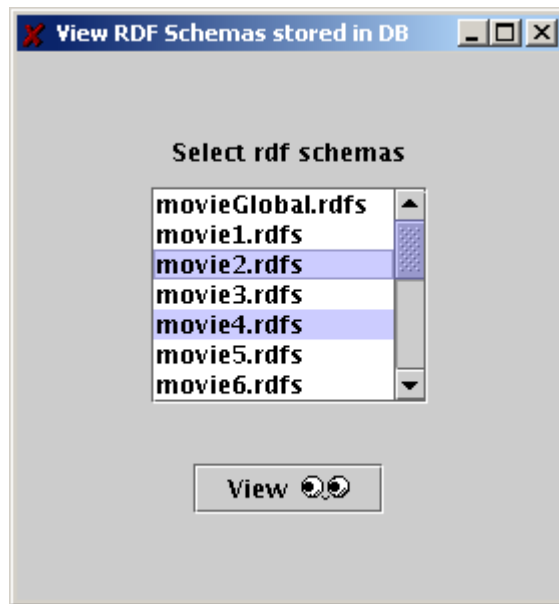 View RDF Schemas stored in DB
Select rdf schemas
movieGlobal.rdfs
movie1.rdfs
movie2.rdfs
movie3.rdfs
movie4.rdfs
movie5.rdfs
movie6.rdfs
View